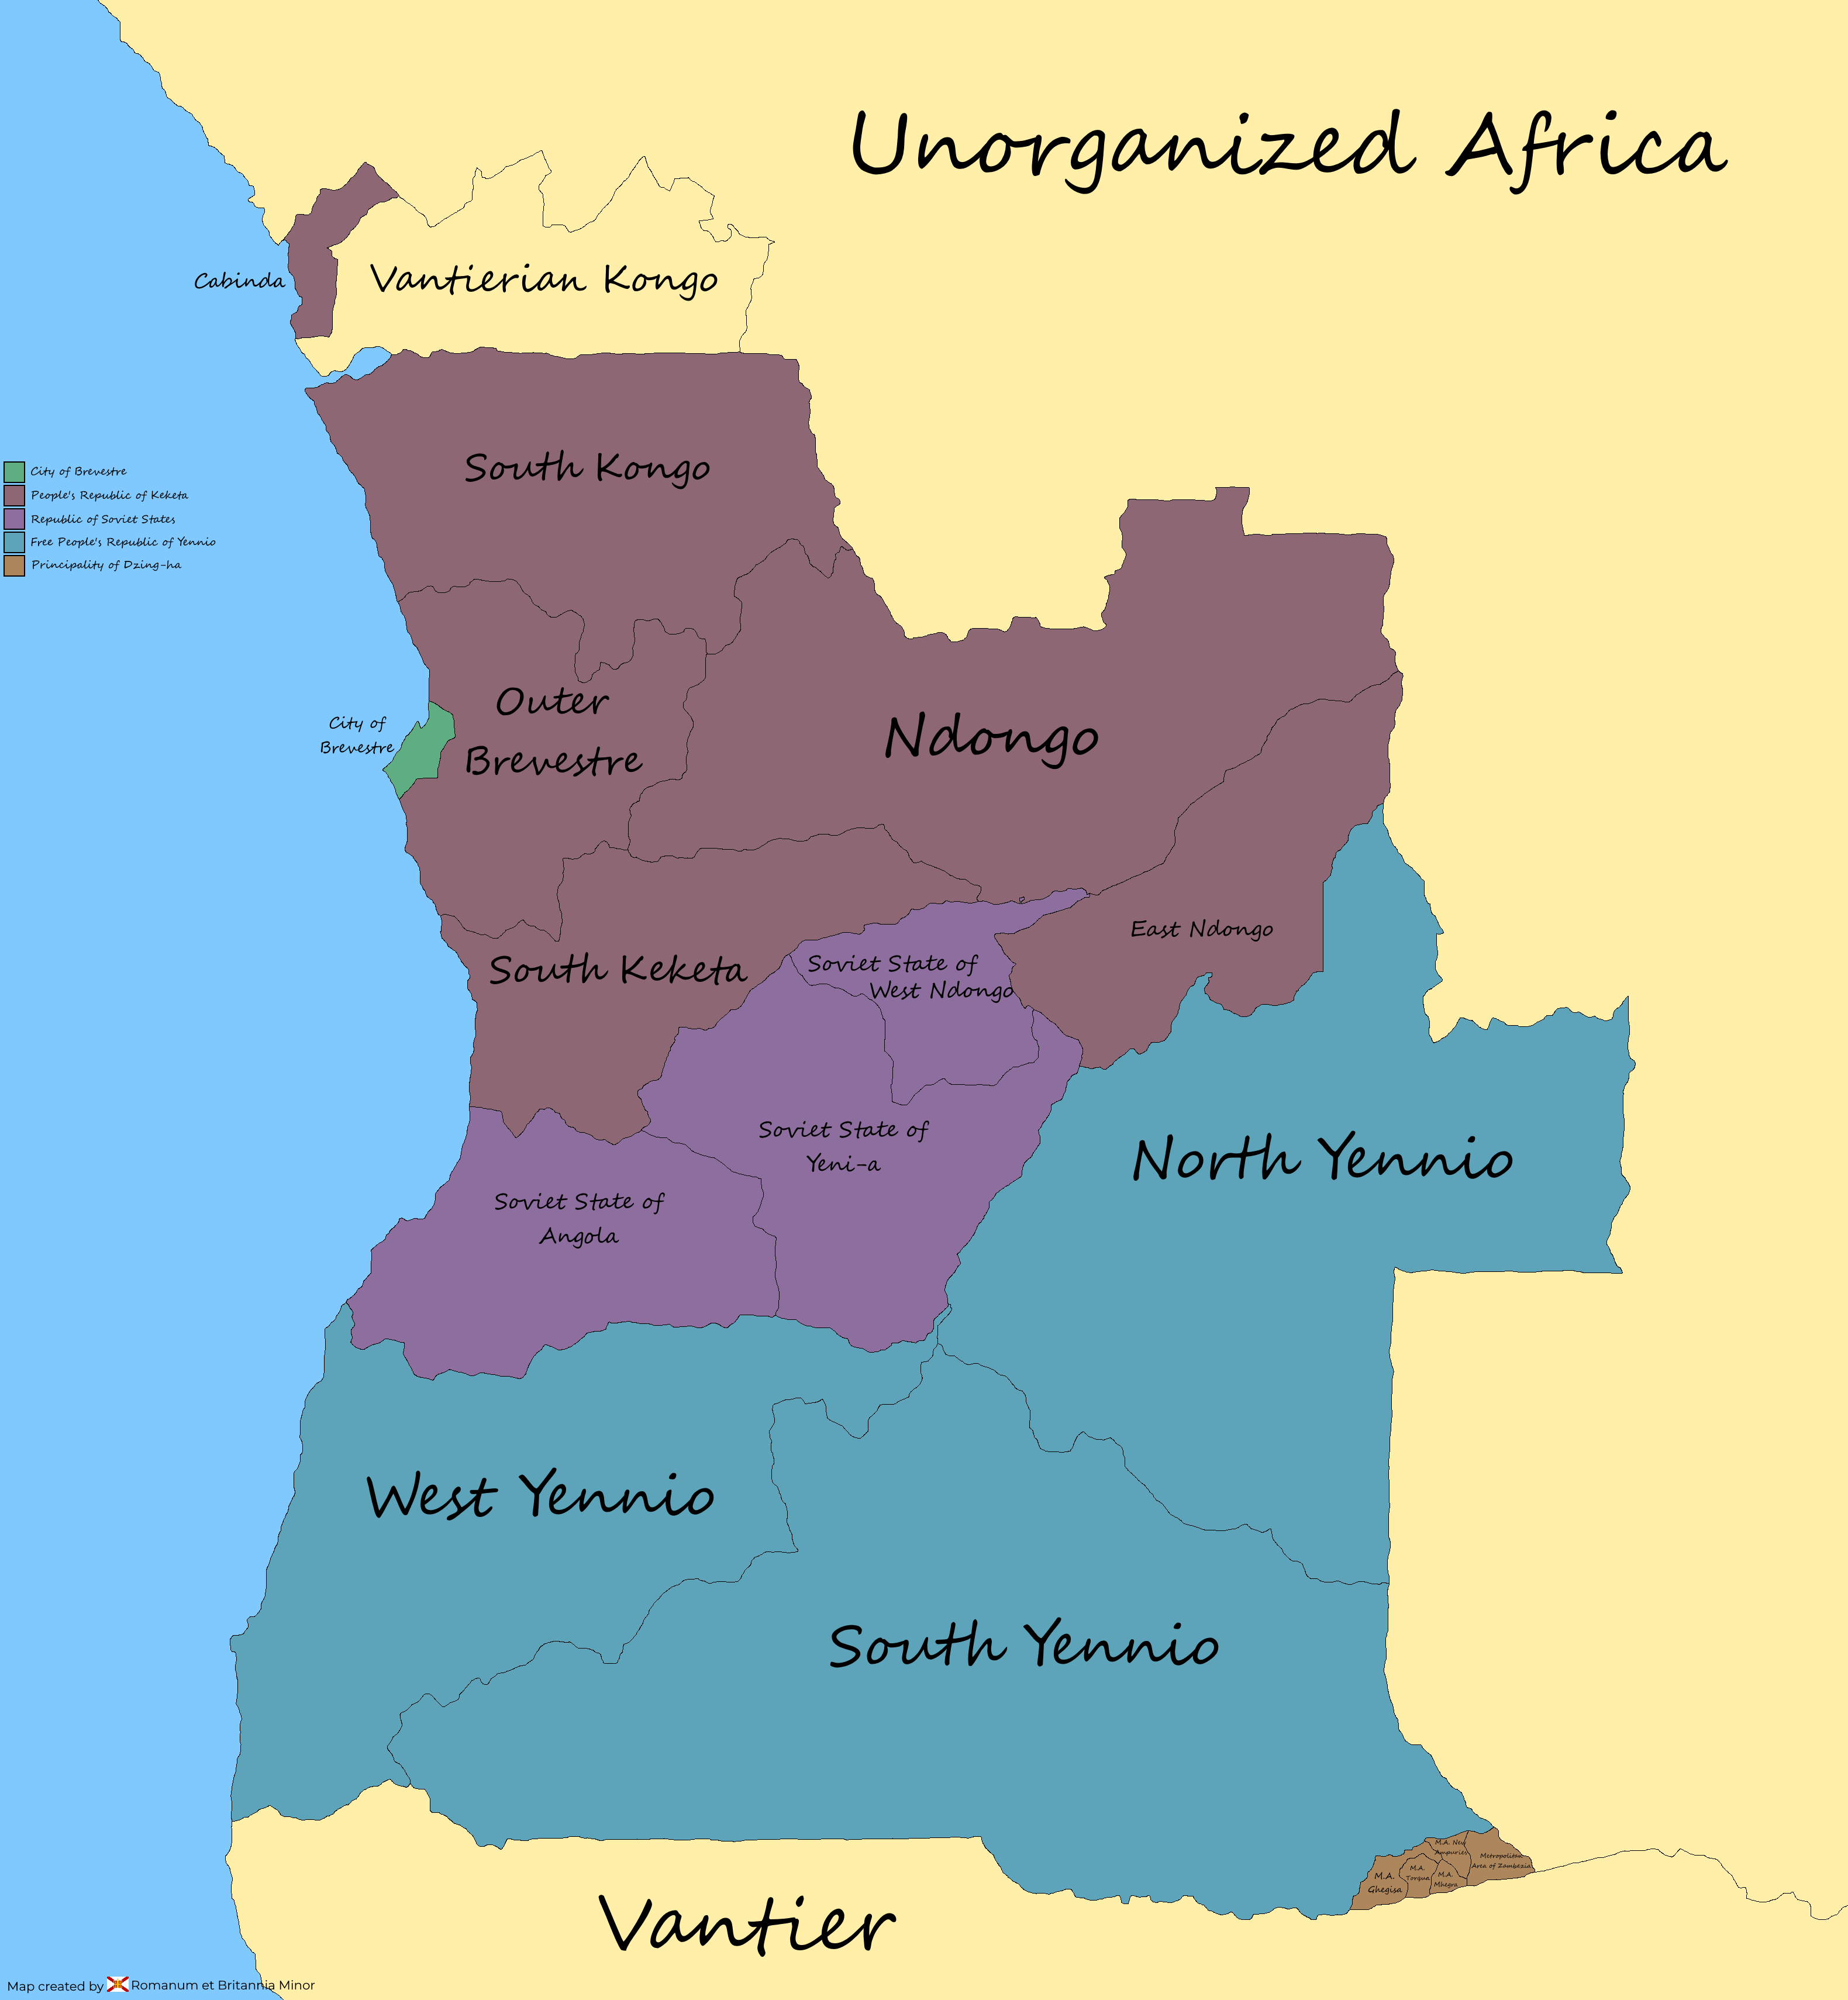 Unorganized Africa
Cabinda
Vantierian Kongo
South Kongo
City of Brevestre
People's Republic of Keketa
Republic of Soviet States
Free People's Republic of Yennio
Principality of Dzing-ha
Outer
Brevestre
City of
Brevestre
Ndongo
East Ndongo
South Keketa
Soviet State of
West Ndongo
Soviet State of
Yeni-a
North Yennio
Soviet State of
Angola
West Yennio
South Yennio
M.A. New
Ampuries
Metropolitan
Area of Zambezia
M.A.
Torqua
M.A.
Ghegisa
M.A.
Mhegra
Vantier
Map created by Romanum et Britannia Minor